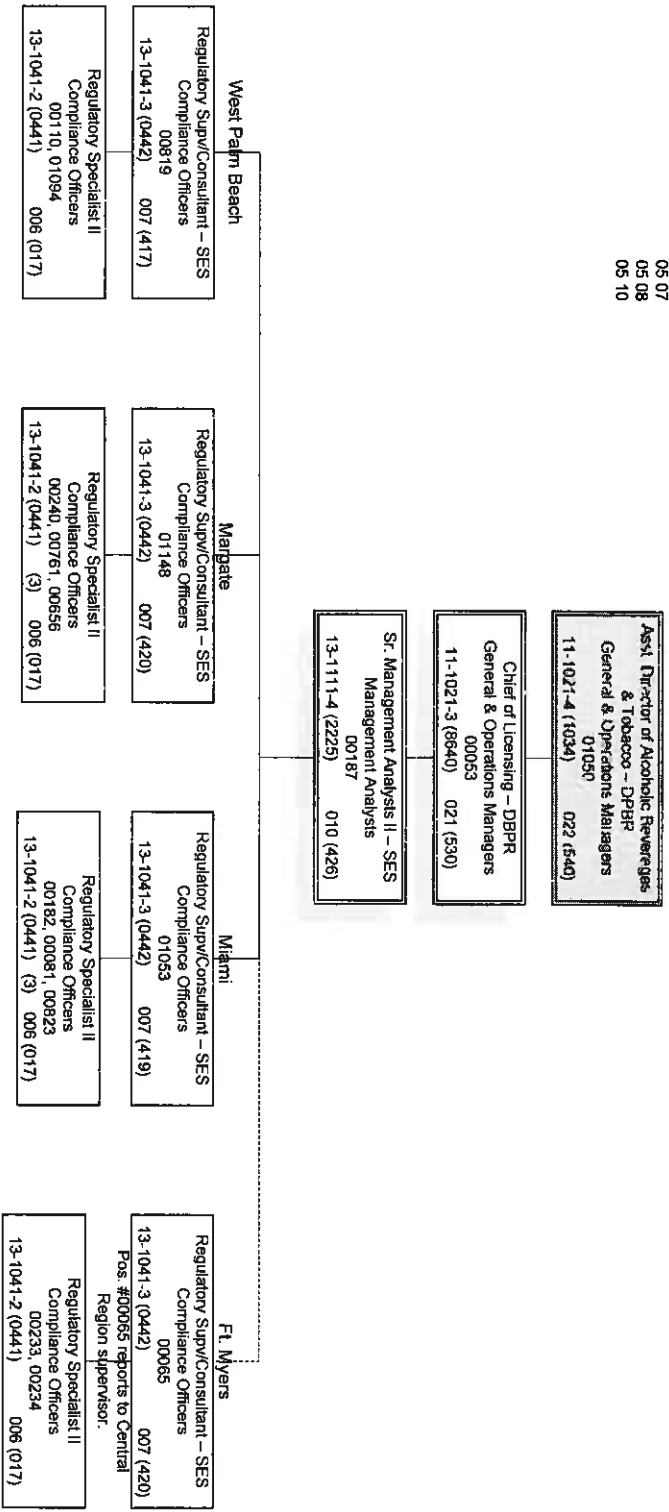 05 07
05 08
05 10
Asst. Director of Alcoholic Beverages
& Tobacco – DPBR
General & Operations Managers
01050
11-1021-4 (1034) 022 (540)
Chief of Licensing – DBPR
General & Operations Managers
00053
11-1021-3 (8640) 021 (530)
Sr. Management Analysts II – SES
Management Analysts
00187
13-1111-4 (2225) 010 (426)
West Palm Beach
Regulatory Supv/Consultant – SES
Compliance Officers
00819
13-1041-3 (0442) 007 (417)
Regulatory Specialist II
Compliance Officers
00110, 01094
13-1041-2 (0441) 006 (017)
Margate
Regulatory Supv/Consultant – SES
Compliance Officers
01148
13-1041-3 (0442) 007 (420)
Regulatory Specialist II
Compliance Officers
00240, 00761, 00656
13-1041-2 (0441) (3) 006 (017)
Miami
Regulatory Supv/Consultant – SES
Compliance Officers
01053
13-1041-3 (0442) 007 (419)
Regulatory Specialist II
Compliance Officers
00182, 00081, 00823
13-1041-2 (0441) (3) 006 (017)
Ft. Myers
Regulatory Supv/Consultant – SES
Compliance Officers
00065
13-1041-3 (0442) 007 (420)
Pos. #00065 reports to Central
Region supervisor.
Regulatory Specialist II
Compliance Officers
00233, 00234
13-1041-2 (0441) 006 (017)